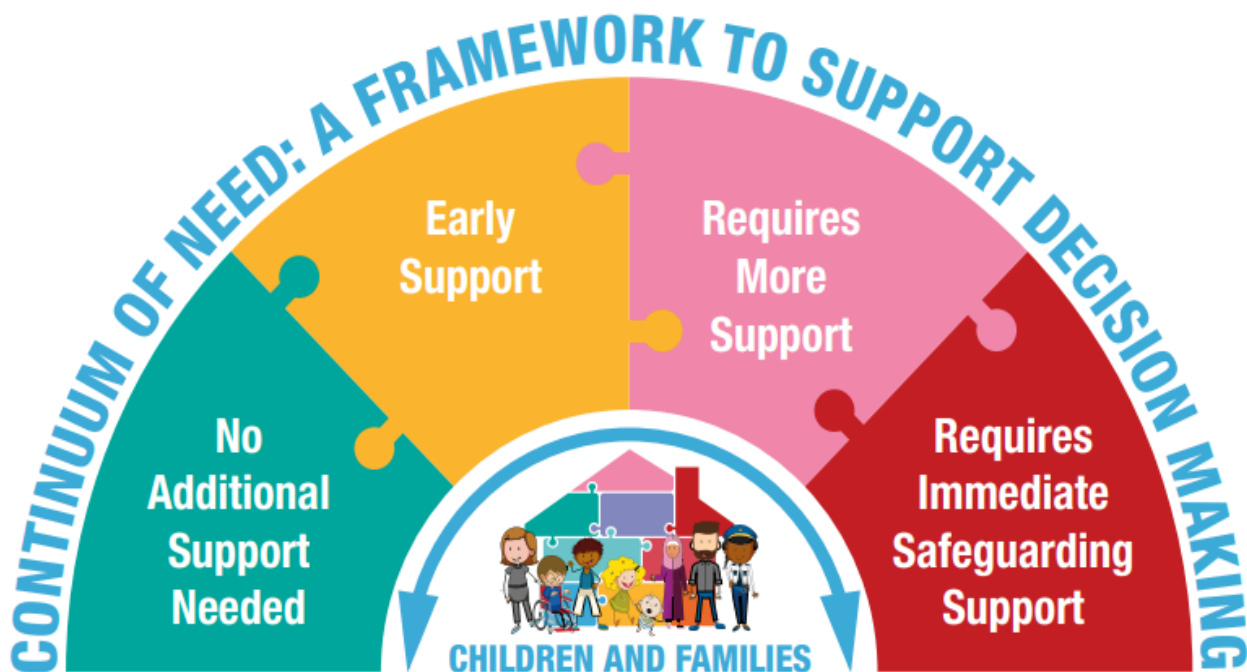 CONTINUUM OF NEED: A FRAMEWORK TO SUPPORT DECISION MAKING
No
Additional
Support
Needed
Early
Support
Requires
More
Support
Requires
Immediate
Safeguarding
Support
CHILDREN AND FAMILIES